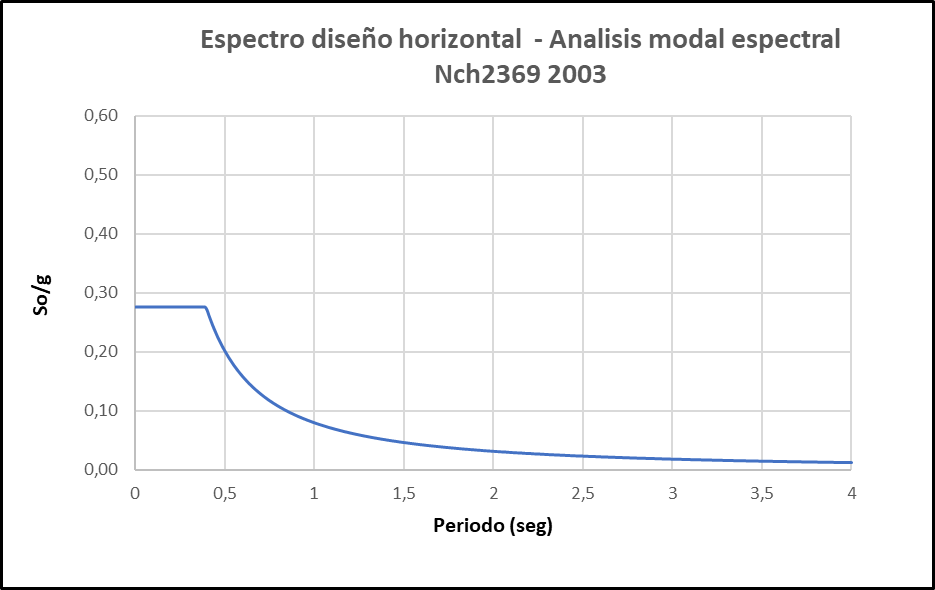 Espectro diseño horizontal - Analisis modal espectral
Nch2369 2003
0,60
0,50
0,40
0,30
0,20
0,10
0,00
So/g
0 0,5 1 1,5 2 2,5 3 3,5 4
Periodo (seg)